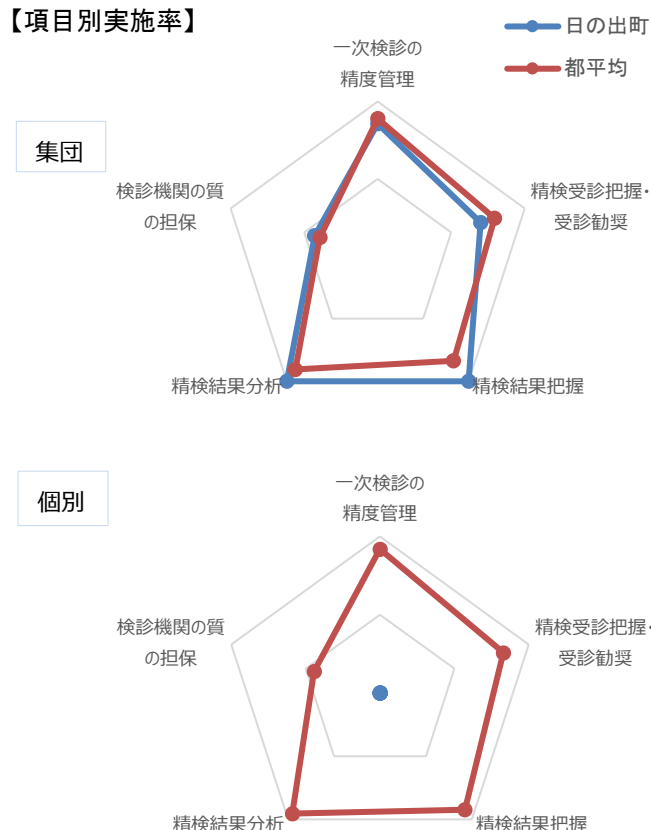 【項目別実施率】
日の出町
都平均
集団
一次検診の
精度管理
精検受診把握・
受診勧奨
精検結果把握
精検結果分析
検診機関の質
の担保
個別
一次検診の
精度管理
精検受診把握・
受診勧奨
精検結果把握
精検結果分析
検診機関の質
の担保